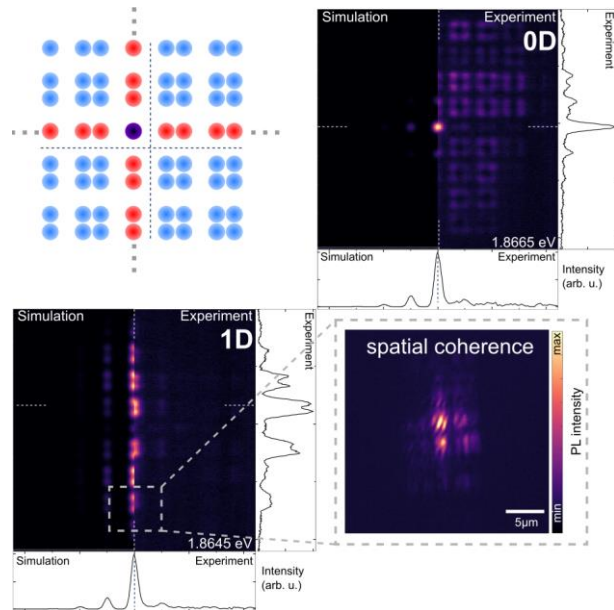 Simulation
Experiment
0D
1.8665 eV
Experiment
Simulation
Experiment
Intensity
(arb. u.)
Simulation
Experiment
1D
1.8645 eV
Experiment
Simulation
Experiment
Intensity
(arb. u.)
spatial coherence
5μm
max
min
PL intensity